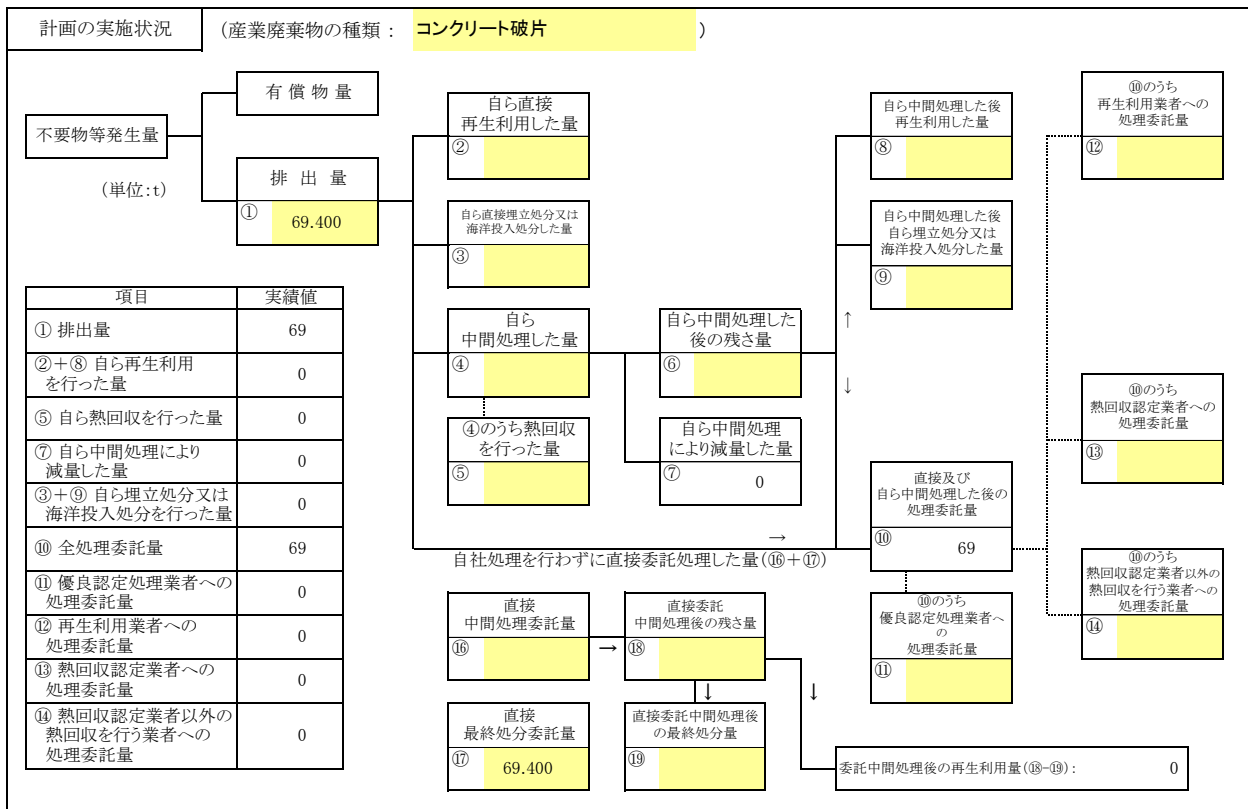 計画の実施状況
(産業廃棄物の種類： コンクリート破片 )
不要物等発生量
(単位:t)
有 償 物 量
排 出 量
① 69.400
自ら直接
再生利用した量
②
自ら直接埋立処分又は
海洋投入処分した量
③
自ら
中間処理した量
④
④のうち熱回収
を行った量
⑤
自ら中間処理した
後の残さ量
⑥
自ら中間処理
により減量した量
⑦ 0
自ら中間処理した後
再生利用した量
⑧
自ら中間処理した後
自ら埋立処分又は
海洋投入処分した量
⑨
↑
↓
直接及び
自ら中間処理した後の
処理委託量
⑩ 69
⑩のうち
再生利用業者への
処理委託量
⑫
⑩のうち
熱回収認定業者への
処理委託量
⑬
⑩のうち
熱回収認定業者以外の
熱回収を行う業者への
処理委託量
⑭
→
自社処理を行わずに直接委託処理した量(⑯＋⑰)
直接
中間処理委託量
⑯
→
直接委託
中間処理後の残さ量
⑱
↓
↓
⑩のうち
優良認定処理業者へ
の
処理委託量
⑪
直接
最終処分委託量
⑰ 69.400
直接委託中間処理後
の最終処分量
⑲
委託中間処理後の再生利用量(⑱-⑲)： 0
項目 実績値
① 排出量 69
②＋⑧ 自ら再生利用
を行った量 0
⑤ 自ら熱回収を行った量 0
⑦ 自ら中間処理により
減量した量 0
③＋⑨ 自ら埋立処分又は
海洋投入処分を行った量 0
⑩ 全処理委託量 69
⑪ 優良認定処理業者への
処理委託量 0
⑫ 再生利用業者への
処理委託量 0
⑬ 熱回収認定業者への
処理委託量 0
⑭ 熱回収認定業者以外の
熱回収を行う業者への
処理委託量 0